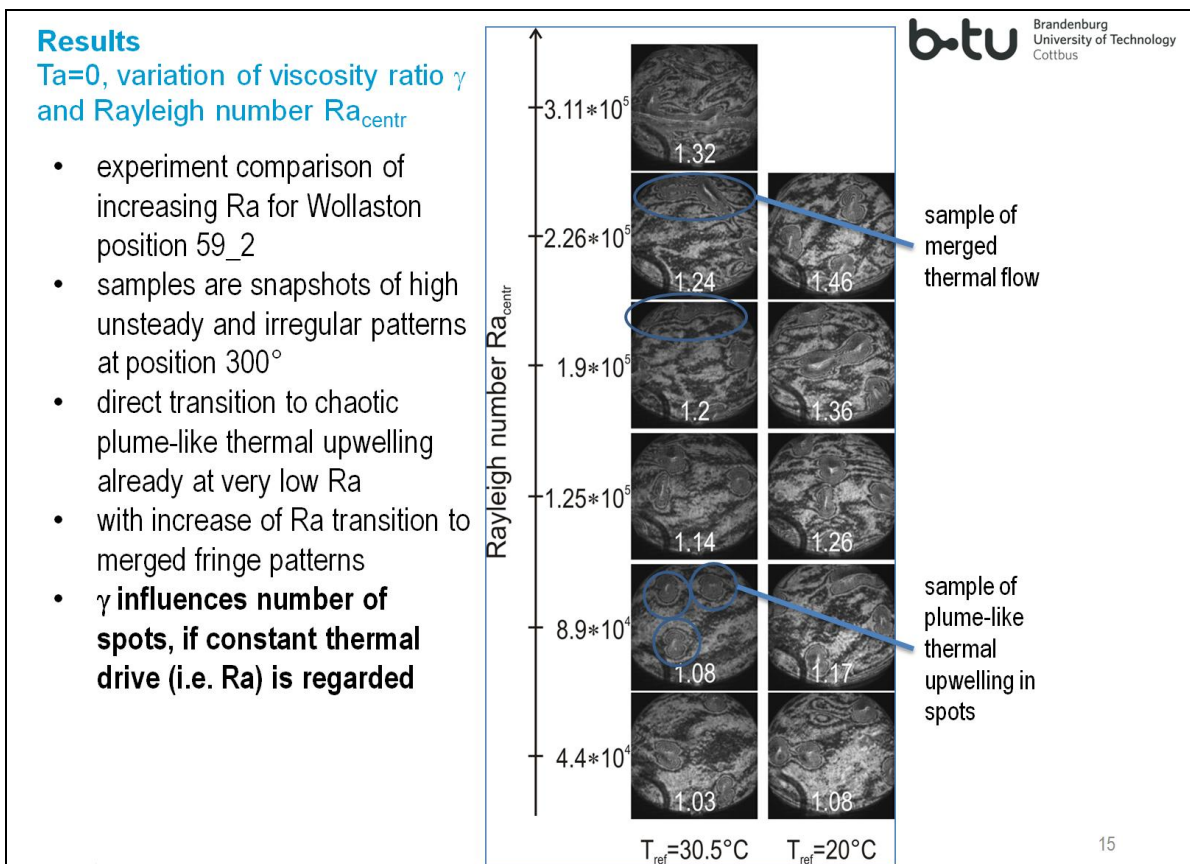 Results
Ta=0, variation of viscosity ratio γ
and Rayleigh number Ra_centr
• experiment comparison of
increasing Ra for Wollaston
position 59_2
• samples are snapshots of high
unsteady and irregular patterns
at position 300°
• direct transition to chaotic
plume-like thermal upwelling
already at very low Ra
• with increase of Ra transition to
merged fringe patterns
• γ influences number of
spots, if constant thermal
drive (i.e. Ra) is regarded
Rayleigh number Ra_centr
3.11*10^5
1.32
2.26*10^5
1.24
1.46
1.9*10^5
1.2
1.36
1.25*10^5
1.14
1.26
8.9*10^4
1.08
1.17
4.4*10^4
1.03
1.08
T_ref=30.5°C
T_ref=20°C
b-tu
Brandenburg
University of Technology
Cottbus
sample of
merged
thermal flow
sample of
plume-like
thermal
upwelling in
spots
15